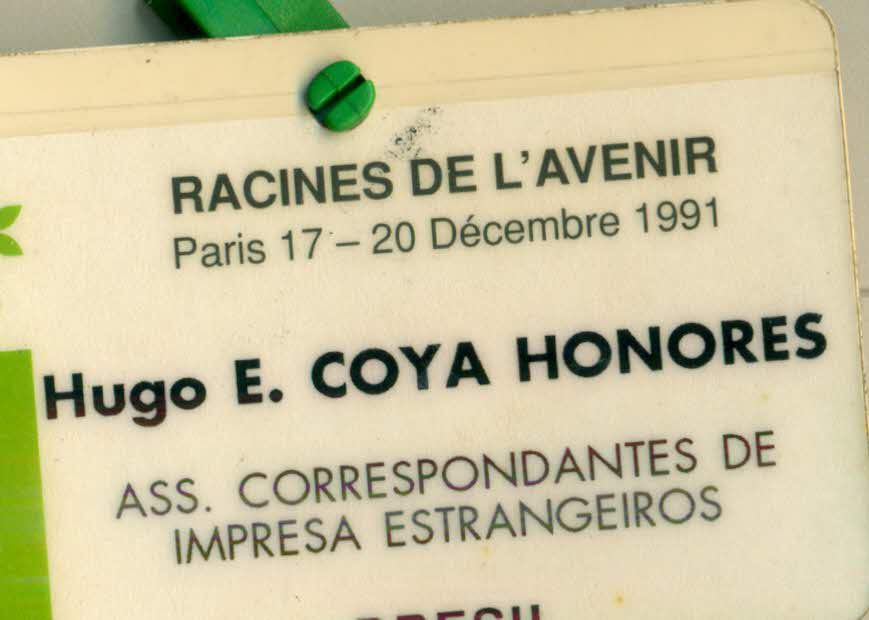 RACINES DE L'AVENIR
Paris 17 – 20 Décembre 1991
Hugo E. COYA HONORES
ASS. CORRESPONDANTES DE
IMPRESA ESTRANGEIROS